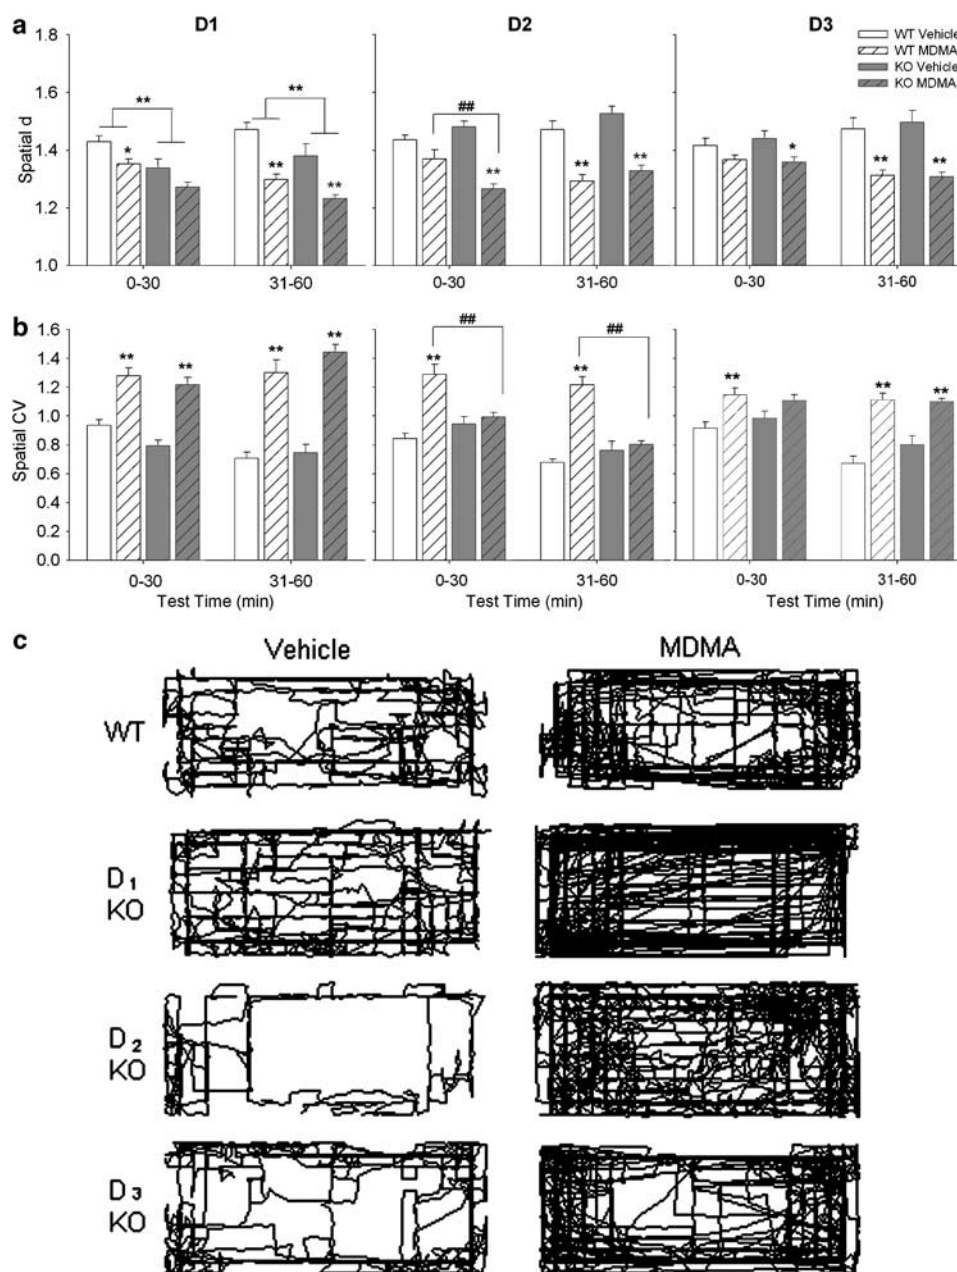 a
D1
D2
D3
WT Vehicle
WT MDMA
KO Vehicle
KO MDMA
Spatial d
1.8
1.6
1.4
1.2
1.0
**
*
**
**
**
##
**
**
**
*
**
**
0-30
31-60
0-30
31-60
0-30
31-60
b
Spatial CV
1.6
1.4
1.2
1.0
0.8
0.6
0.4
0.2
0.0
**
**
**
**
##
**
##
**
**
**
**
0-30
31-60
0-30
31-60
0-30
31-60
Test Time (min)
Test Time (min)
Test Time (min)
c
Vehicle
MDMA
WT
D1
KO
D2
KO
D3
KO